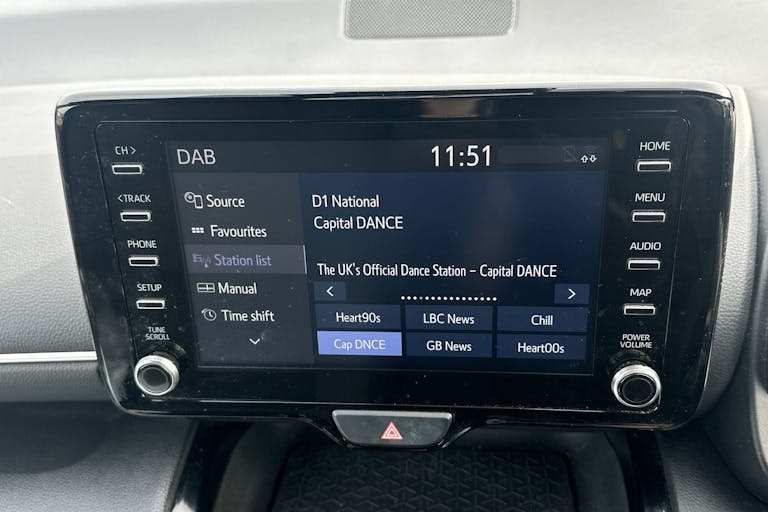 CH >
<TRACK
PHONE
SETUP
TUNE
SCROLL
DAB
11:51
Source
Favourites
Station list
Manual
Time shift
D1 National
Capital DANCE
The UK's Official Dance Station – Capital DANCE
< >
Heart90s LBC News Chill
Cap DNCE GB News Heart00s
HOME
MENU
AUDIO
MAP
POWER
VOLUME